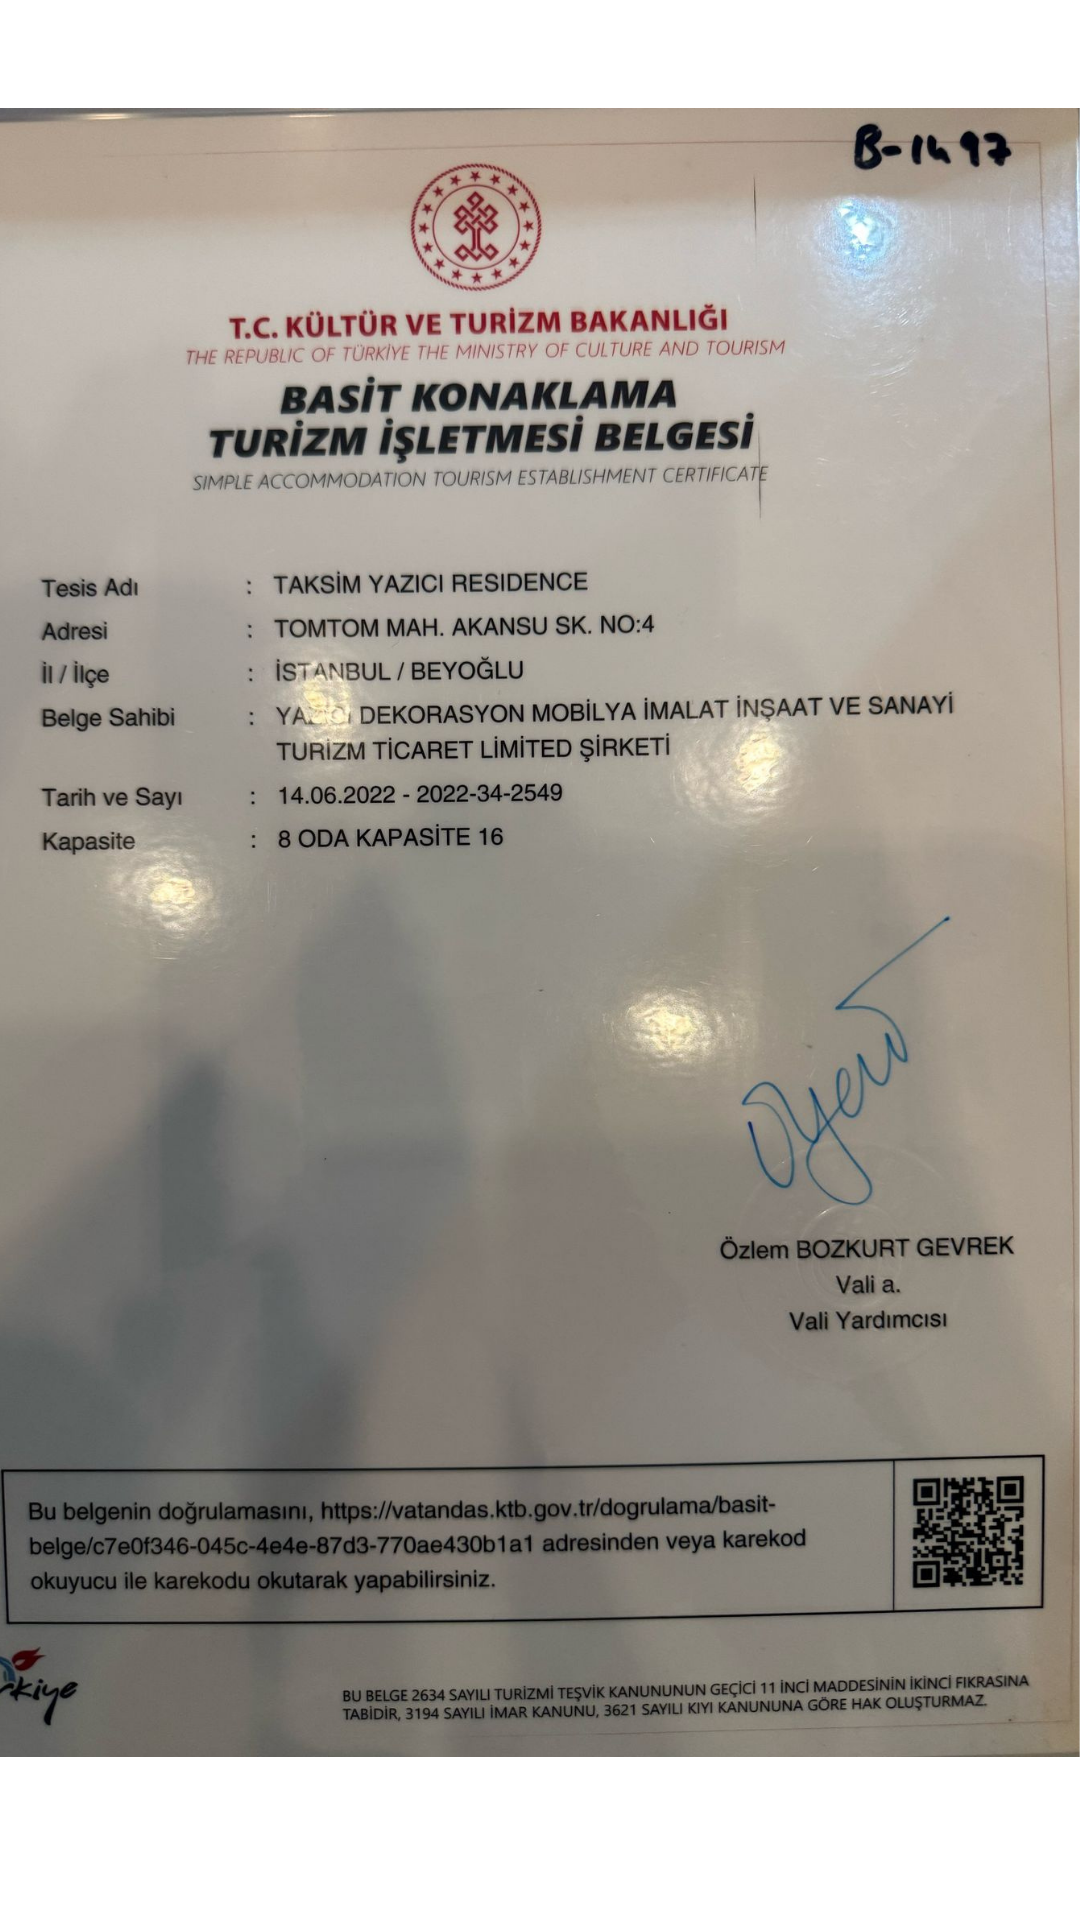 B-1497
T.C. KÜLTÜR VE TURİZM BAKANLIĞI
THE REPUBLIC OF TÜRKİYE THE MINISTRY OF CULTURE AND TOURISM
BASİT KONAKLAMA
TURİZM İŞLETMESİ BELGESİ
SIMPLE ACCOMMODATION TOURISM ESTABLISHMENT CERTIFICATE
Tesis Adı : TAKSİM YAZICI RESIDENCE
Adresi : TOMTOM MAH. AKANSU SK. NO:4
İl / İlçe : İSTANBUL / BEYOĞLU
Belge Sahibi : YAZICI DEKORASYON MOBİLYA İMALAT İNŞAAT VE SANAYİ
TURİZM TİCARET LİMİTED ŞİRKETİ
Tarih ve Sayı : 14.06.2022 - 2022-34-2549
Kapasite : 8 ODA KAPASİTE 16
Özlem BOZKURT GEVREK
Vali a.
Vali Yardımcısı
Bu belgenin doğrulamasını, https://vatandas.ktb.gov.tr/dogrulama/basit-
belge/c7e0f346-045c-4e4e-87d3-770ae430b1a1 adresinden veya karekod
okuyucu ile karekodu okutarak yapabilirsiniz.
BU BELGE 2634 SAYILI TURİZMİ TEŞVİK KANUNUNUN GEÇİCİ 11 İNCİ MADDESİNİN İKİNCİ FIKRASINA
TABİDİR, 3194 SAYILI İMAR KANUNU, 3621 SAYILI KIYI KANUNUNA GÖRE HAK OLUŞTURMAZ.